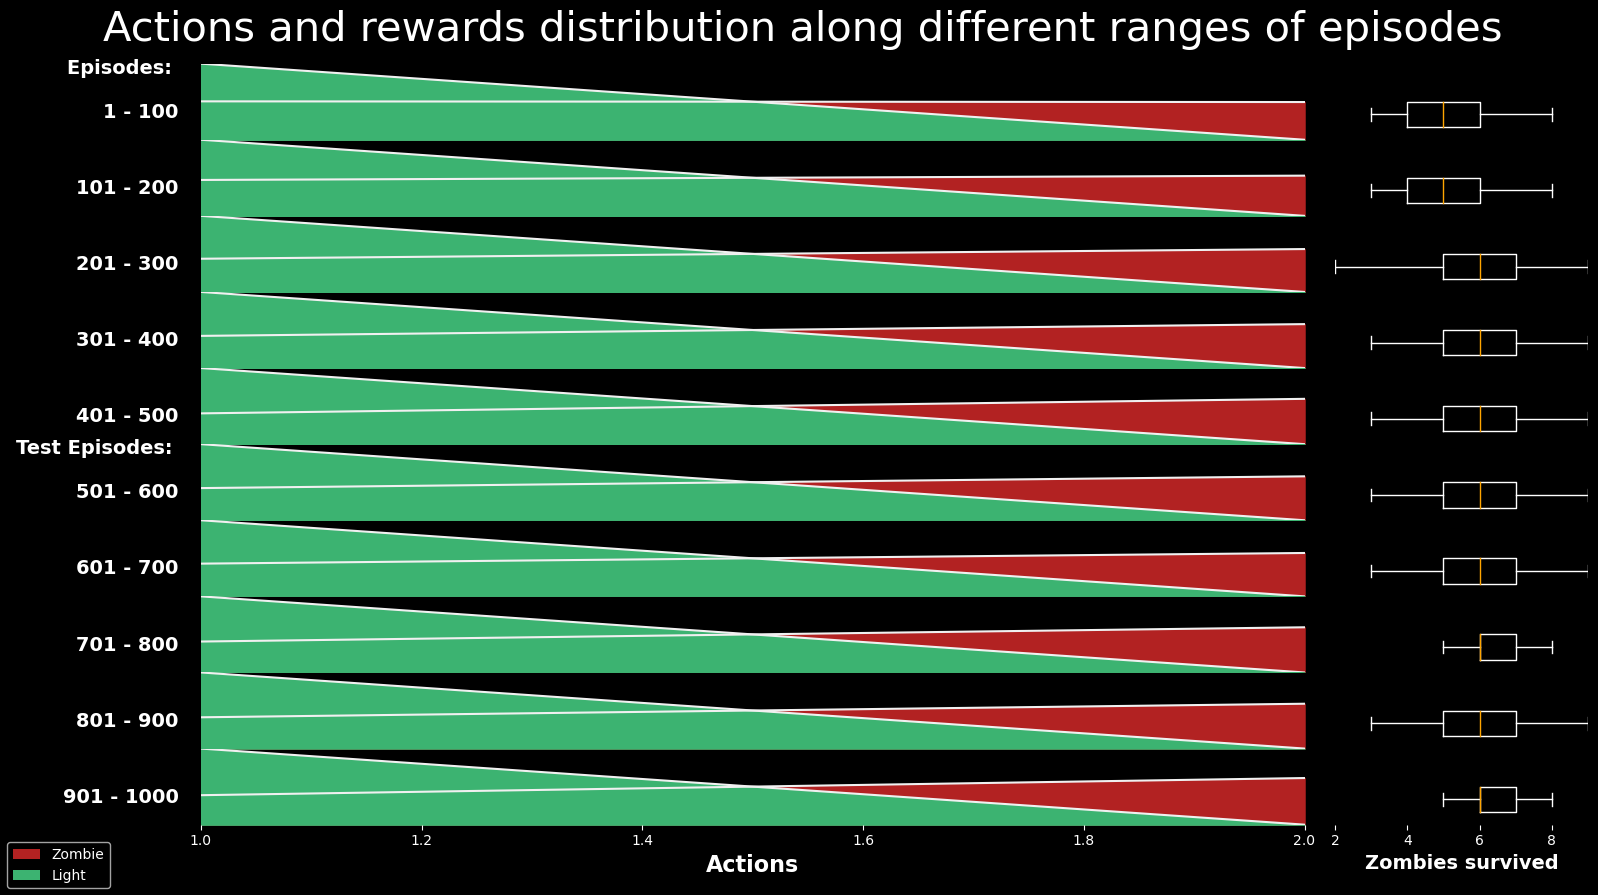 Actions and rewards distribution along different ranges of episodes
Episodes:
1 - 100
101 - 200
201 - 300
301 - 400
401 - 500
Test Episodes:
501 - 600
601 - 700
701 - 800
801 - 900
901 - 1000
1.0 1.2 1.4 1.6 1.8 2.0 2 4 6 8
Actions
Zombies survived
Zombie
Light